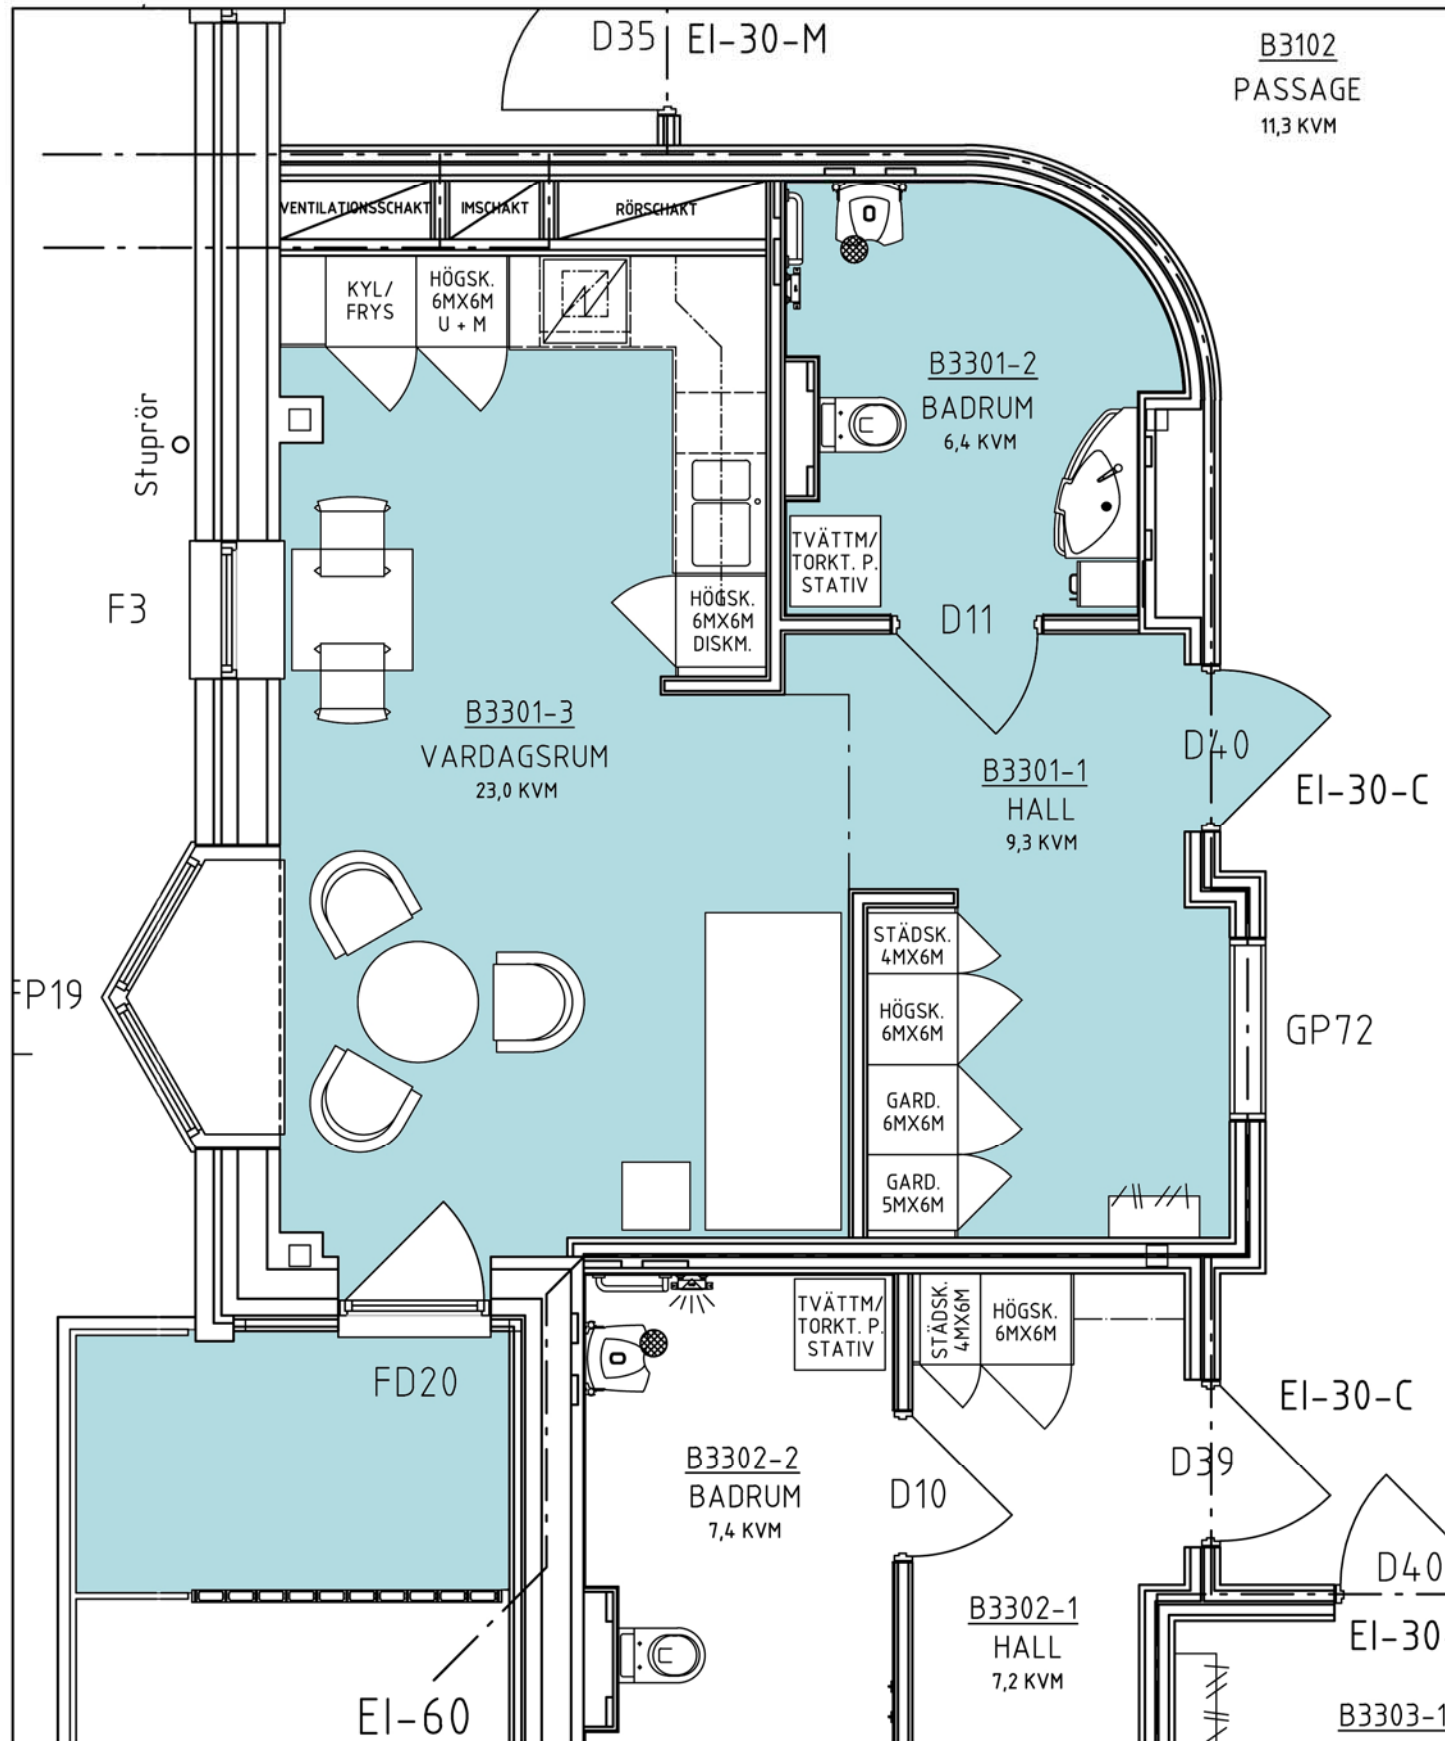 D35 EI-30-M
B3102
PASSAGE
11,3 KVM
VENTILATIONSSCHAKT
IMSCHAKT
RÖRSCHAKT
KYL/
FRYS
HÖGSK.
6MX6M
U + M
Stuprör
B3301-2
BADRUM
6,4 KVM
TVÄTTM/
TORKT. P.
STATIV
F3
HÖGSK.
6MX6M
DISKM.
D11
B3301-3
VARDAGSRUM
23,0 KVM
B3301-1
HALL
9,3 KVM
D40
EI-30-C
STÄDSK.
4MX6M
HÖGSK.
6MX6M
GARD.
6MX6M
GARD.
5MX6M
FP19
GP72
FD20
TVÄTTM/
TORKT. P.
STATIV
STÄDSK.
4MX6M
HÖGSK.
6MX6M
EI-30-C
B3302-2
BADRUM
7,4 KVM
D10
D39
D40
B3302-1
HALL
7,2 KVM
EI-30
EI-60
B3303-1